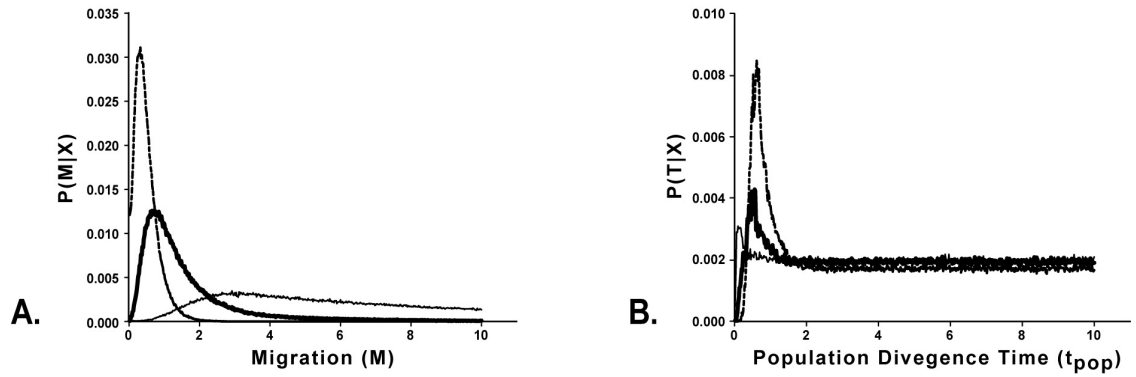 0.035
0.030
0.025
0.020
0.015
0.010
0.005
0.000
P(M|X)
0 2 4 6 8 10
Migration (M)
A.
0.010
0.008
0.006
0.004
0.002
0.000
P(T|X)
0 2 4 6 8 10
Population Divegence Time (tpop)
B.